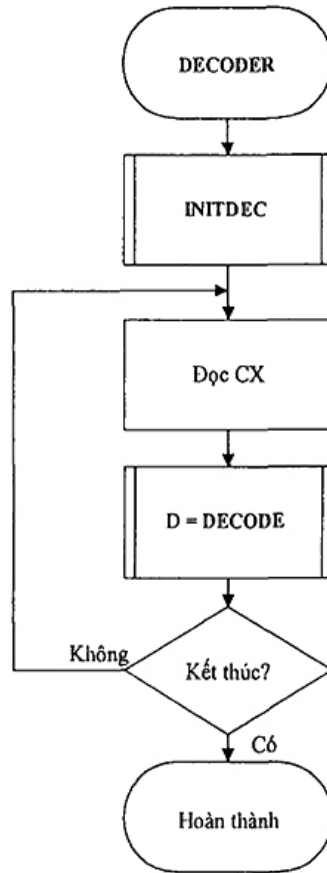 DECODER
INITDEC
Đọc CX
D = DECODE
Không
Kết thúc?
Có
Hoàn thành